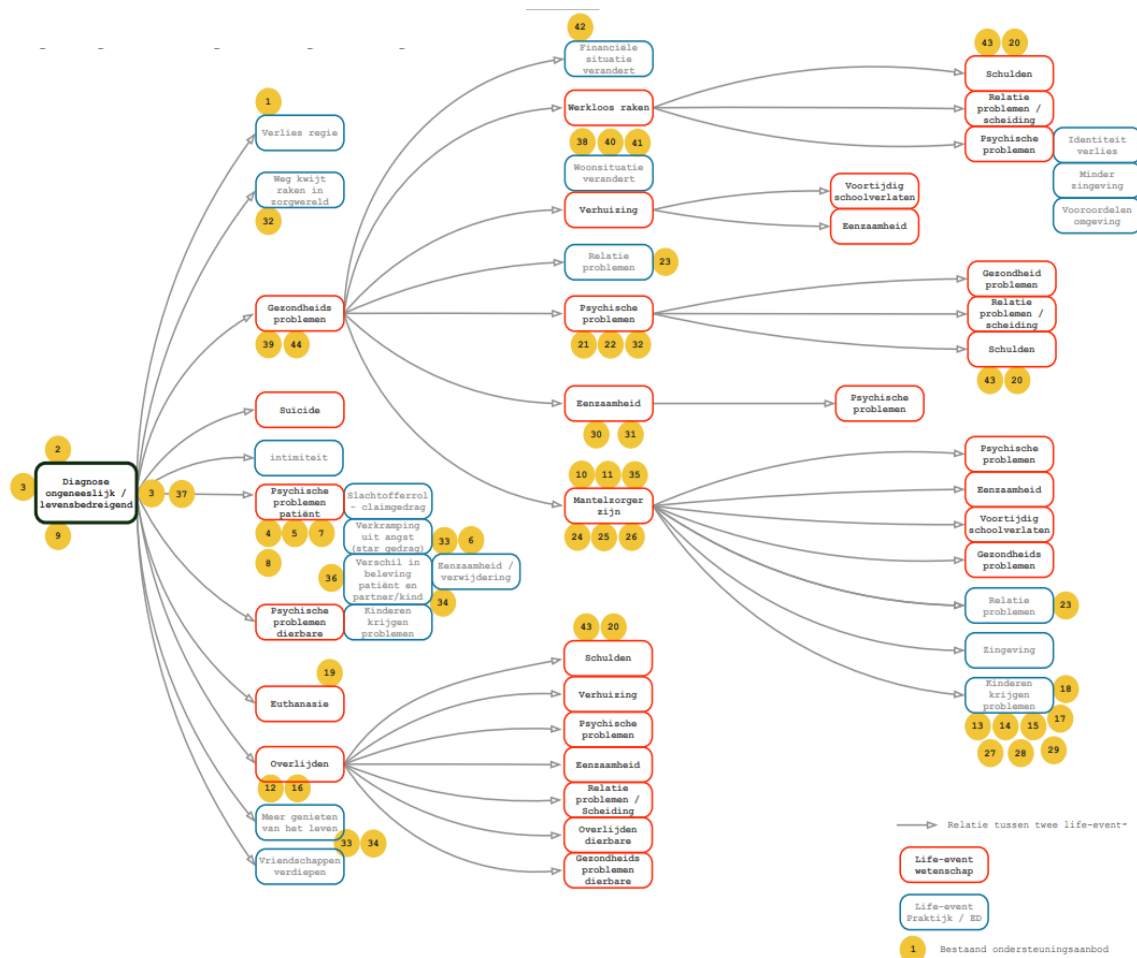 42
Financiële
situatie
verandert
43 20
Schulden
1
Verlies regie
Werkloos raken
Relatie
problemen /
scheiding
38 40 41
Psychische
problemen
Identiteit
verlies
Weg kwijt
raken in
zorgwereld
32
Woonsituatie
verandert
Minder
zingeving
Voortijdig
schoolverlaten
Verhuizing
Vooroordelen
omgeving
Eenzaamheid
Relatie
problemen
23
Gezondheid
problemen
Gezondheids
problemen
39 44
Psychische
problemen
21 22 32
Relatie
problemen /
scheiding
Schulden
43 20
Suicide
Eenzaamheid
30 31
Psychische
problemen
2
3
Diagnose
ongeneeslijk /
levensbedreigend
9
3 37
intimiteit
Psychische
problemen
patiënt
4 5 7
8
Slachtofferrol
- claimgedrag
Verkramping
uit angst
(star gedrag)
33 6
36
Verschil in
beleving
patiënt en
partner/kind
Eenzaamheid /
verwijdering
34
Psychische
problemen
dierbare
Kinderen
krijgen
problemen
10 11 35
Mantelzorger
zijn
24 25 26
Psychische
problemen
Eenzaamheid
Voortijdig
schoolverlaten
Gezondheids
problemen
Relatie
problemen
23
Zingeving
Kinderen
krijgen
problemen
18
13 14 15 17
27 28 29
19
Euthanasie
43 20
Schulden
Verhuizing
Psychische
problemen
Overlijden
12 16
Eenzaamheid
Relatie
problemen /
Scheiding
Meer genieten
van het leven
33 34
Overlijden
dierbare
Vriendschappen
verdiepen
Gezondheids
problemen
dierbare
Relatie tussen twee life-event-
Life-event
wetenschap
Life-event
Praktijk / ED
1 Bestaand ondersteuningsaanbod